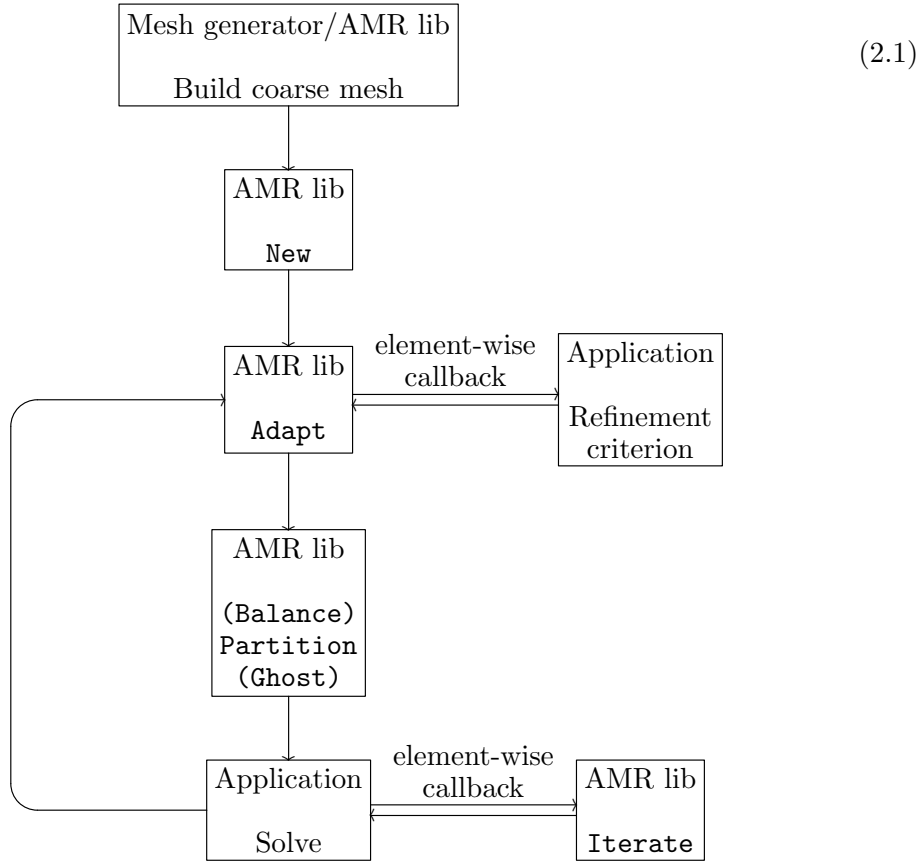 Mesh generator/AMR lib
Build coarse mesh
(2.1)
AMR lib
New
AMR lib
Adapt
element-wise
callback
Application
Refinement
criterion
AMR lib
(Balance)
Partition
(Ghost)
Application
Solve
element-wise
callback
AMR lib
Iterate